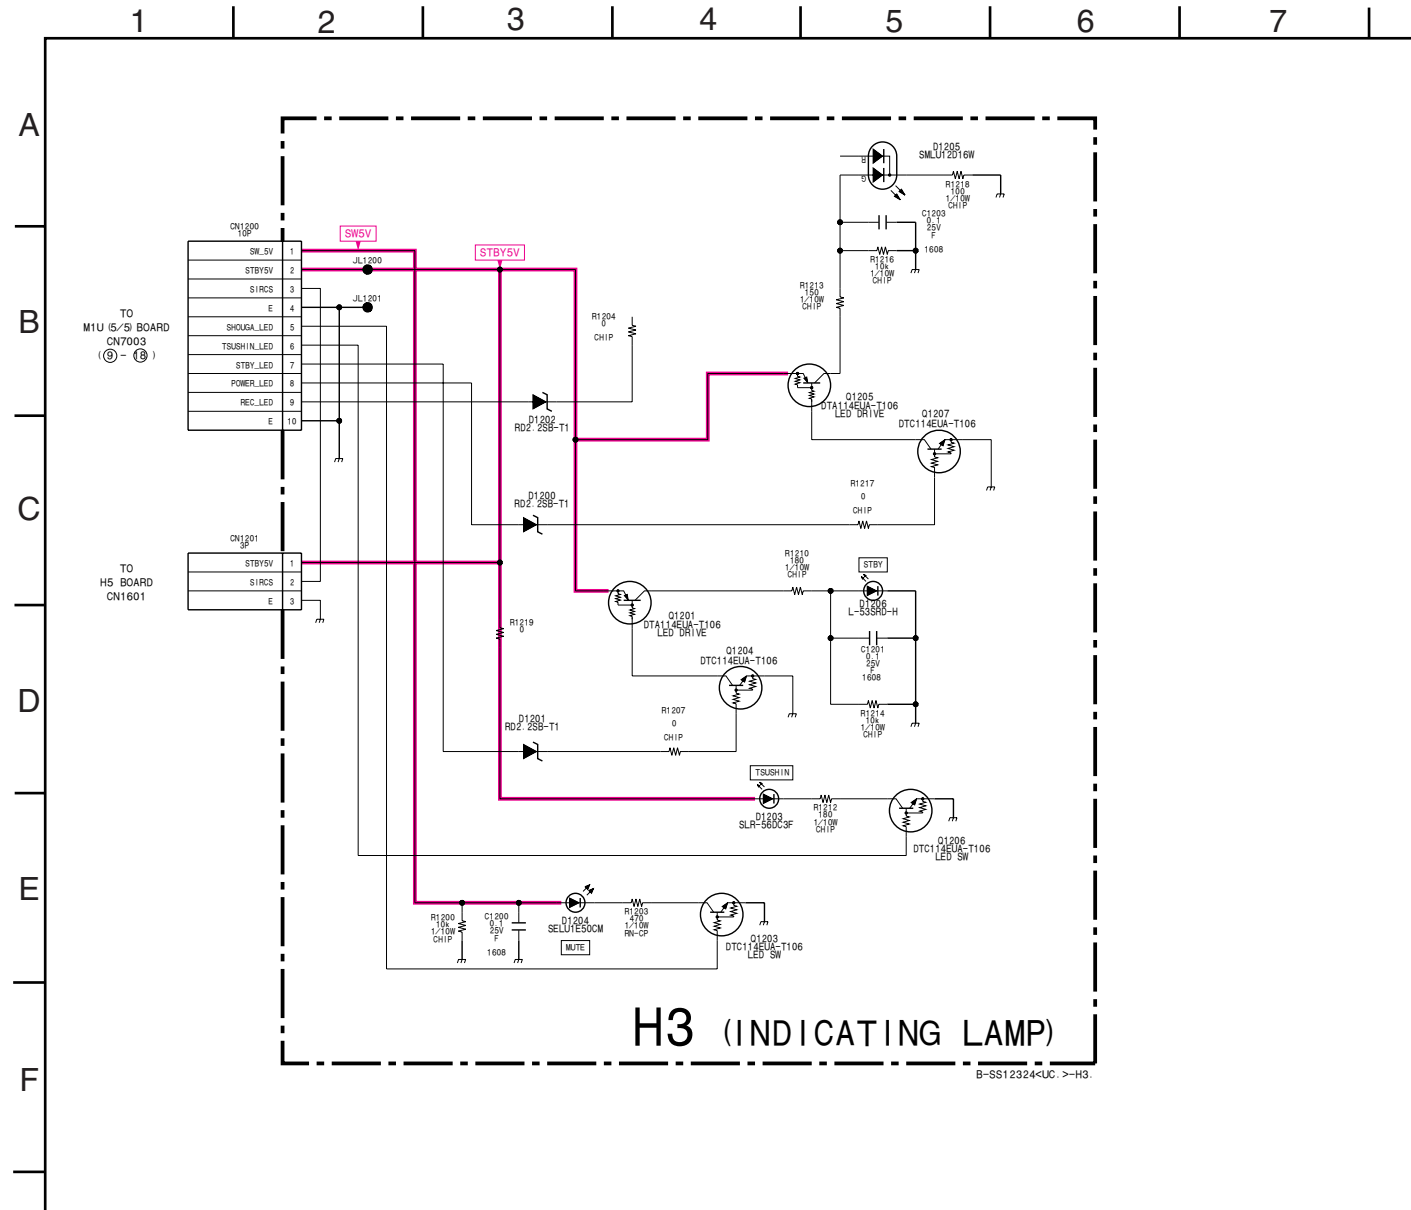 1 2 3 4 5 6 7
A
B
C
D
E
F
D1205
SMLU12D16W
R
G
R1218
100
1/10W
CHIP
C1203
0.1
25V
F
1608
R1216
10k
1/10W
CHIP
R1213
150
1/10W
CHIP
CN1200
10P
SW_5V 1
STBY5V 2
SIRCS 3
E 4
SHOUGA_LED 5
TSUSHIN_LED 6
STBY_LED 7
POWER_LED 8
REC_LED 9
E 10
SW5V
STBY5V
JL1200
JL1201
TO
M1U (5/5) BOARD
CN7003
(⑨ - ⑱)
R1204
0
CHIP
D1202
RD2.2SB-T1
Q1205
DTA114EUA-T106
LED DRIVE
Q1207
DTC114EUA-T106
D1200
RD2.2SB-T1
R1217
0
CHIP
CN1201
3P
STBY5V 1
SIRCS 2
E 3
TO
H5 BOARD
CN1601
R1210
180
1/10W
CHIP
STBY
D1206
L-53SRD-H
R1219
0
Q1201
DTA114EUA-T106
LED DRIVE
Q1204
DTC114EUA-T106
C1201
0.1
25V
F
1608
R1214
10k
1/10W
CHIP
D1201
RD2.2SB-T1
R1207
0
CHIP
TSUSHIN
D1203
SLR-56DC3F
R1212
180
1/10W
CHIP
Q1206
DTC114EUA-T106
LED SW
R1200
10k
1/10W
CHIP
C1200
0.1
25V
F
1608
D1204
SELU1E50CM
MUTE
R1203
470
1/10W
RN-CP
Q1203
DTC114EUA-T106
LED SW
H3 (INDICATING LAMP)
B-SS12324<UC.>-H3.